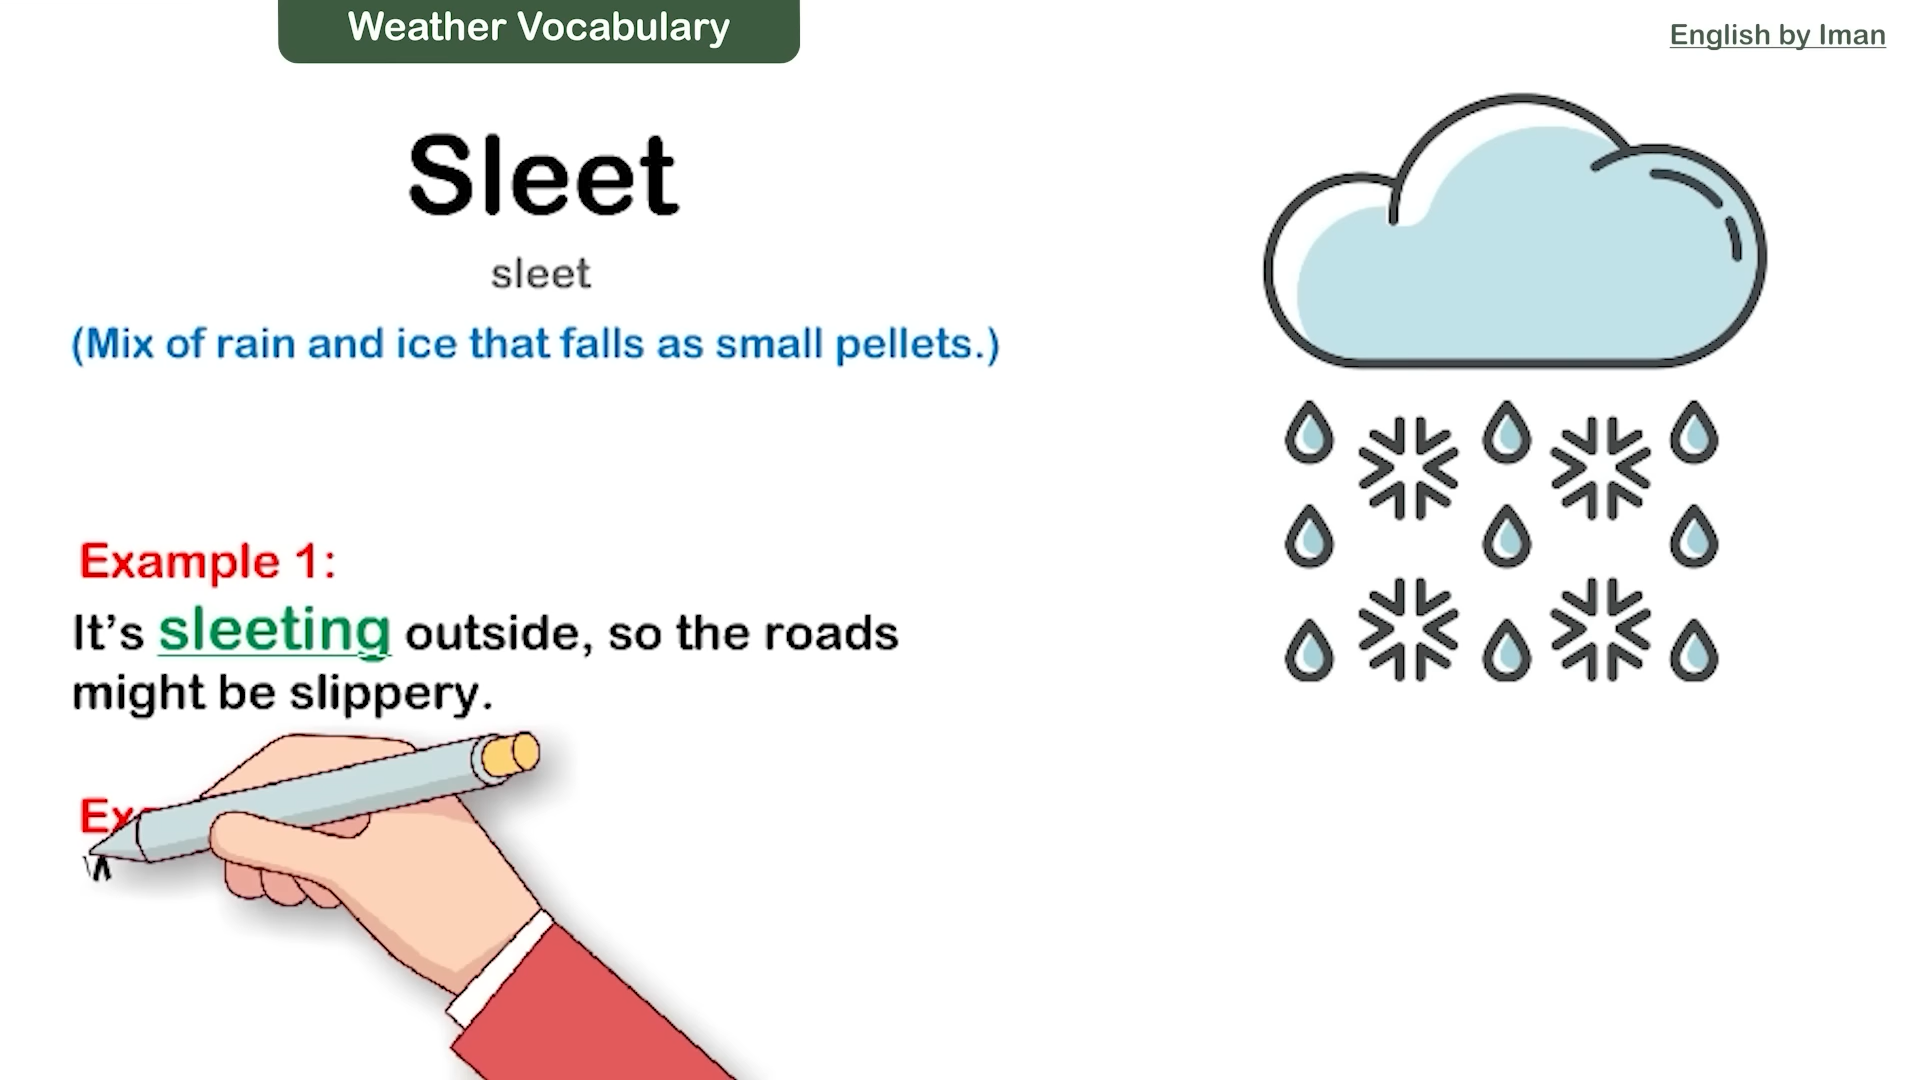 Weather Vocabulary
English by Iman
Sleet
sleet
(Mix of rain and ice that falls as small pellets.)
Example 1:
It's sleeting outside, so the roads
might be slippery.